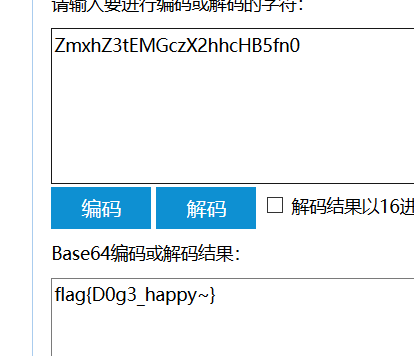 请输入要进行编码或解码的字符：
ZmxhZ3tEMGczX2hhcHB5fn0
编码 解码 解码结果以16进
Base64编码或解码结果：
flag{D0g3_happy~}